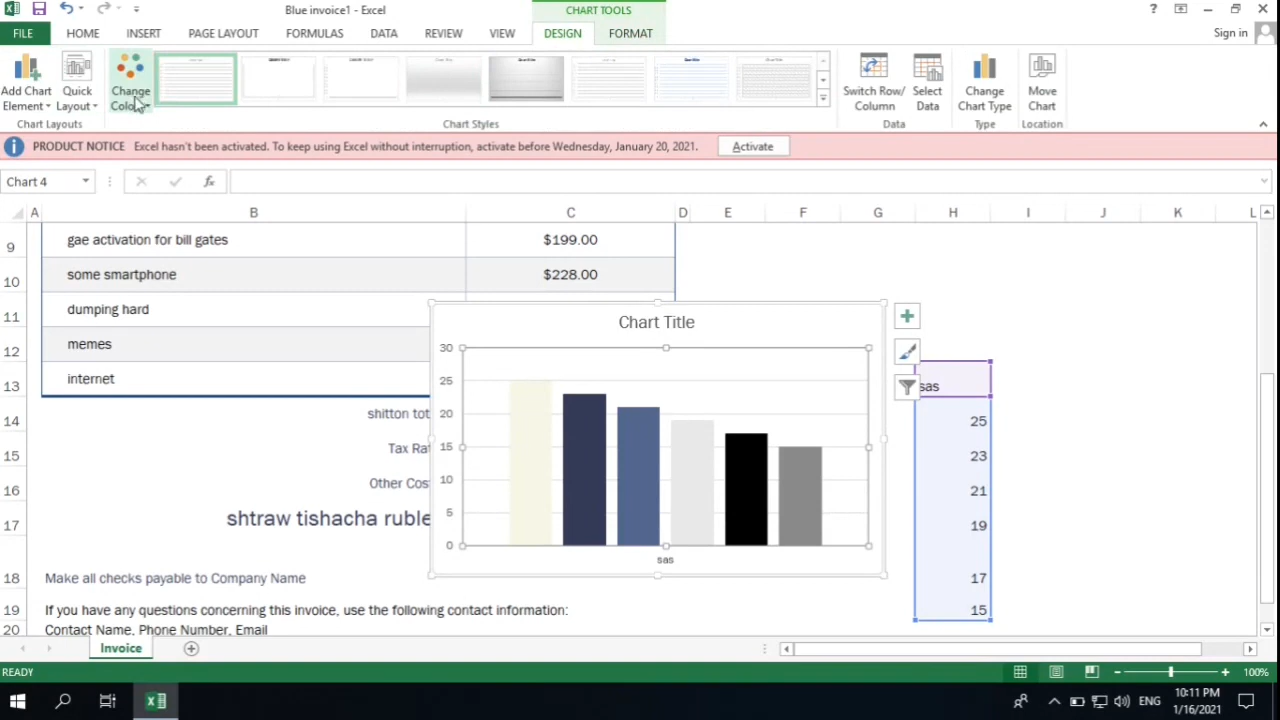 Blue invoice1 - Excel
CHART TOOLS
?
FILE
HOME
INSERT
PAGE LAYOUT
FORMULAS
DATA
REVIEW
VIEW
DESIGN
FORMAT
Sign in
Add Chart
Element
Quick
Layout
Change
Switch Row/
Column
Select
Data
Change
Chart Type
Move
Chart
Chart Layouts
Chart Styles
Data
Type
Location
PRODUCT NOTICE Excel hasn't been activated. To keep using Excel without interruption, activate before Wednesday, January 20, 2021.
Activate
Chart 4
fx
A B C D E F G H I J K L
9 gae activation for bill gates $199.00
10 some smartphone $228.00
11 dumping hard
12 memes
13 internet
Chart Title
30
25
20
15
10
5
0
sas
sas
25
23
21
19
17
15
14 shitton tot
15 Tax Rat
16 Other Cos
17 shtraw tishacha ruble
18 Make all checks payable to Company Name
19 If you have any questions concerning this invoice, use the following contact information:
20 Contact Name, Phone Number, Email
Invoice
READY
100%
ENG
10:11 PM
1/16/2021